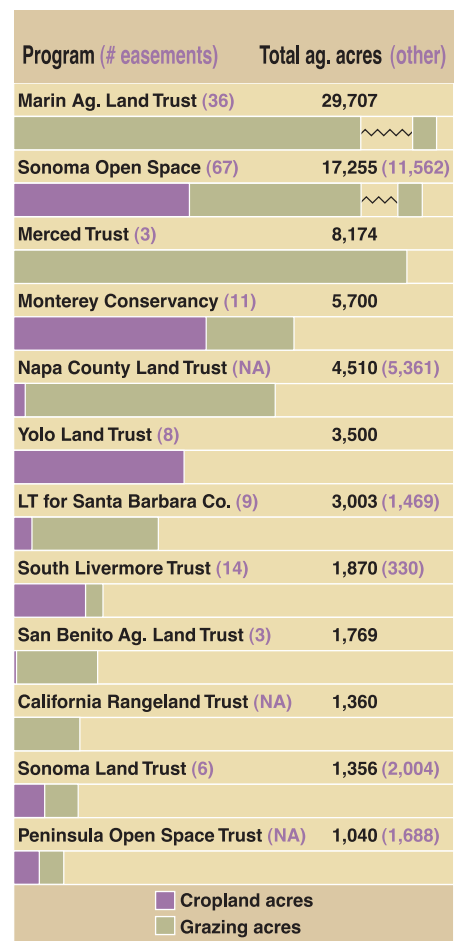 Program (# easements) Total ag. acres (other)
Marin Ag. Land Trust (36) 29,707
Sonoma Open Space (67) 17,255 (11,562)
Merced Trust (3) 8,174
Monterey Conservancy (11) 5,700
Napa County Land Trust (NA) 4,510 (5,361)
Yolo Land Trust (8) 3,500
LT for Santa Barbara Co. (9) 3,003 (1,469)
South Livermore Trust (14) 1,870 (330)
San Benito Ag. Land Trust (3) 1,769
California Rangeland Trust (NA) 1,360
Sonoma Land Trust (6) 1,356 (2,004)
Peninsula Open Space Trust (NA) 1,040 (1,688)
Cropland acres
Grazing acres